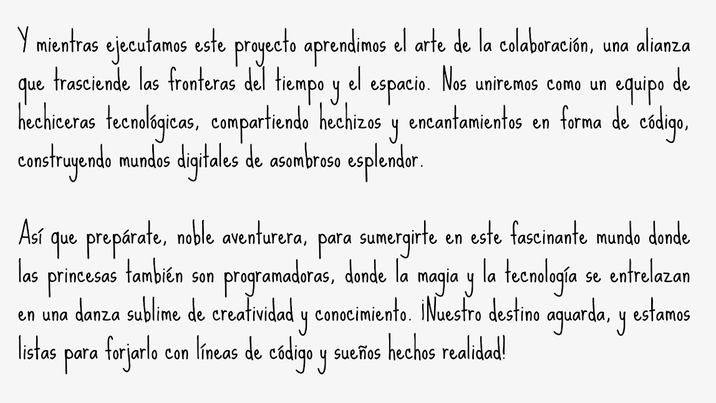 Y mientras ejecutamos este proyecto aprendimos el arte de la colaboración, una alianza
que trasciende las fronteras del tiempo y el espacio. Nos uniremos como un equipo de
hechiceras tecnológicas, compartiendo hechizos y encantamientos en forma de código,
construyendo mundos digitales de asombroso esplendor.
Así que prepárate, noble aventurera, para sumergirte en este fascinante mundo donde
las princesas también son programadoras, donde la magia y la tecnología se entrelazan
en una danza sublime de creatividad y conocimiento. ¡Nuestro destino aguarda, y estamos
listas para forjarlo con líneas de código y sueños hechos realidad!